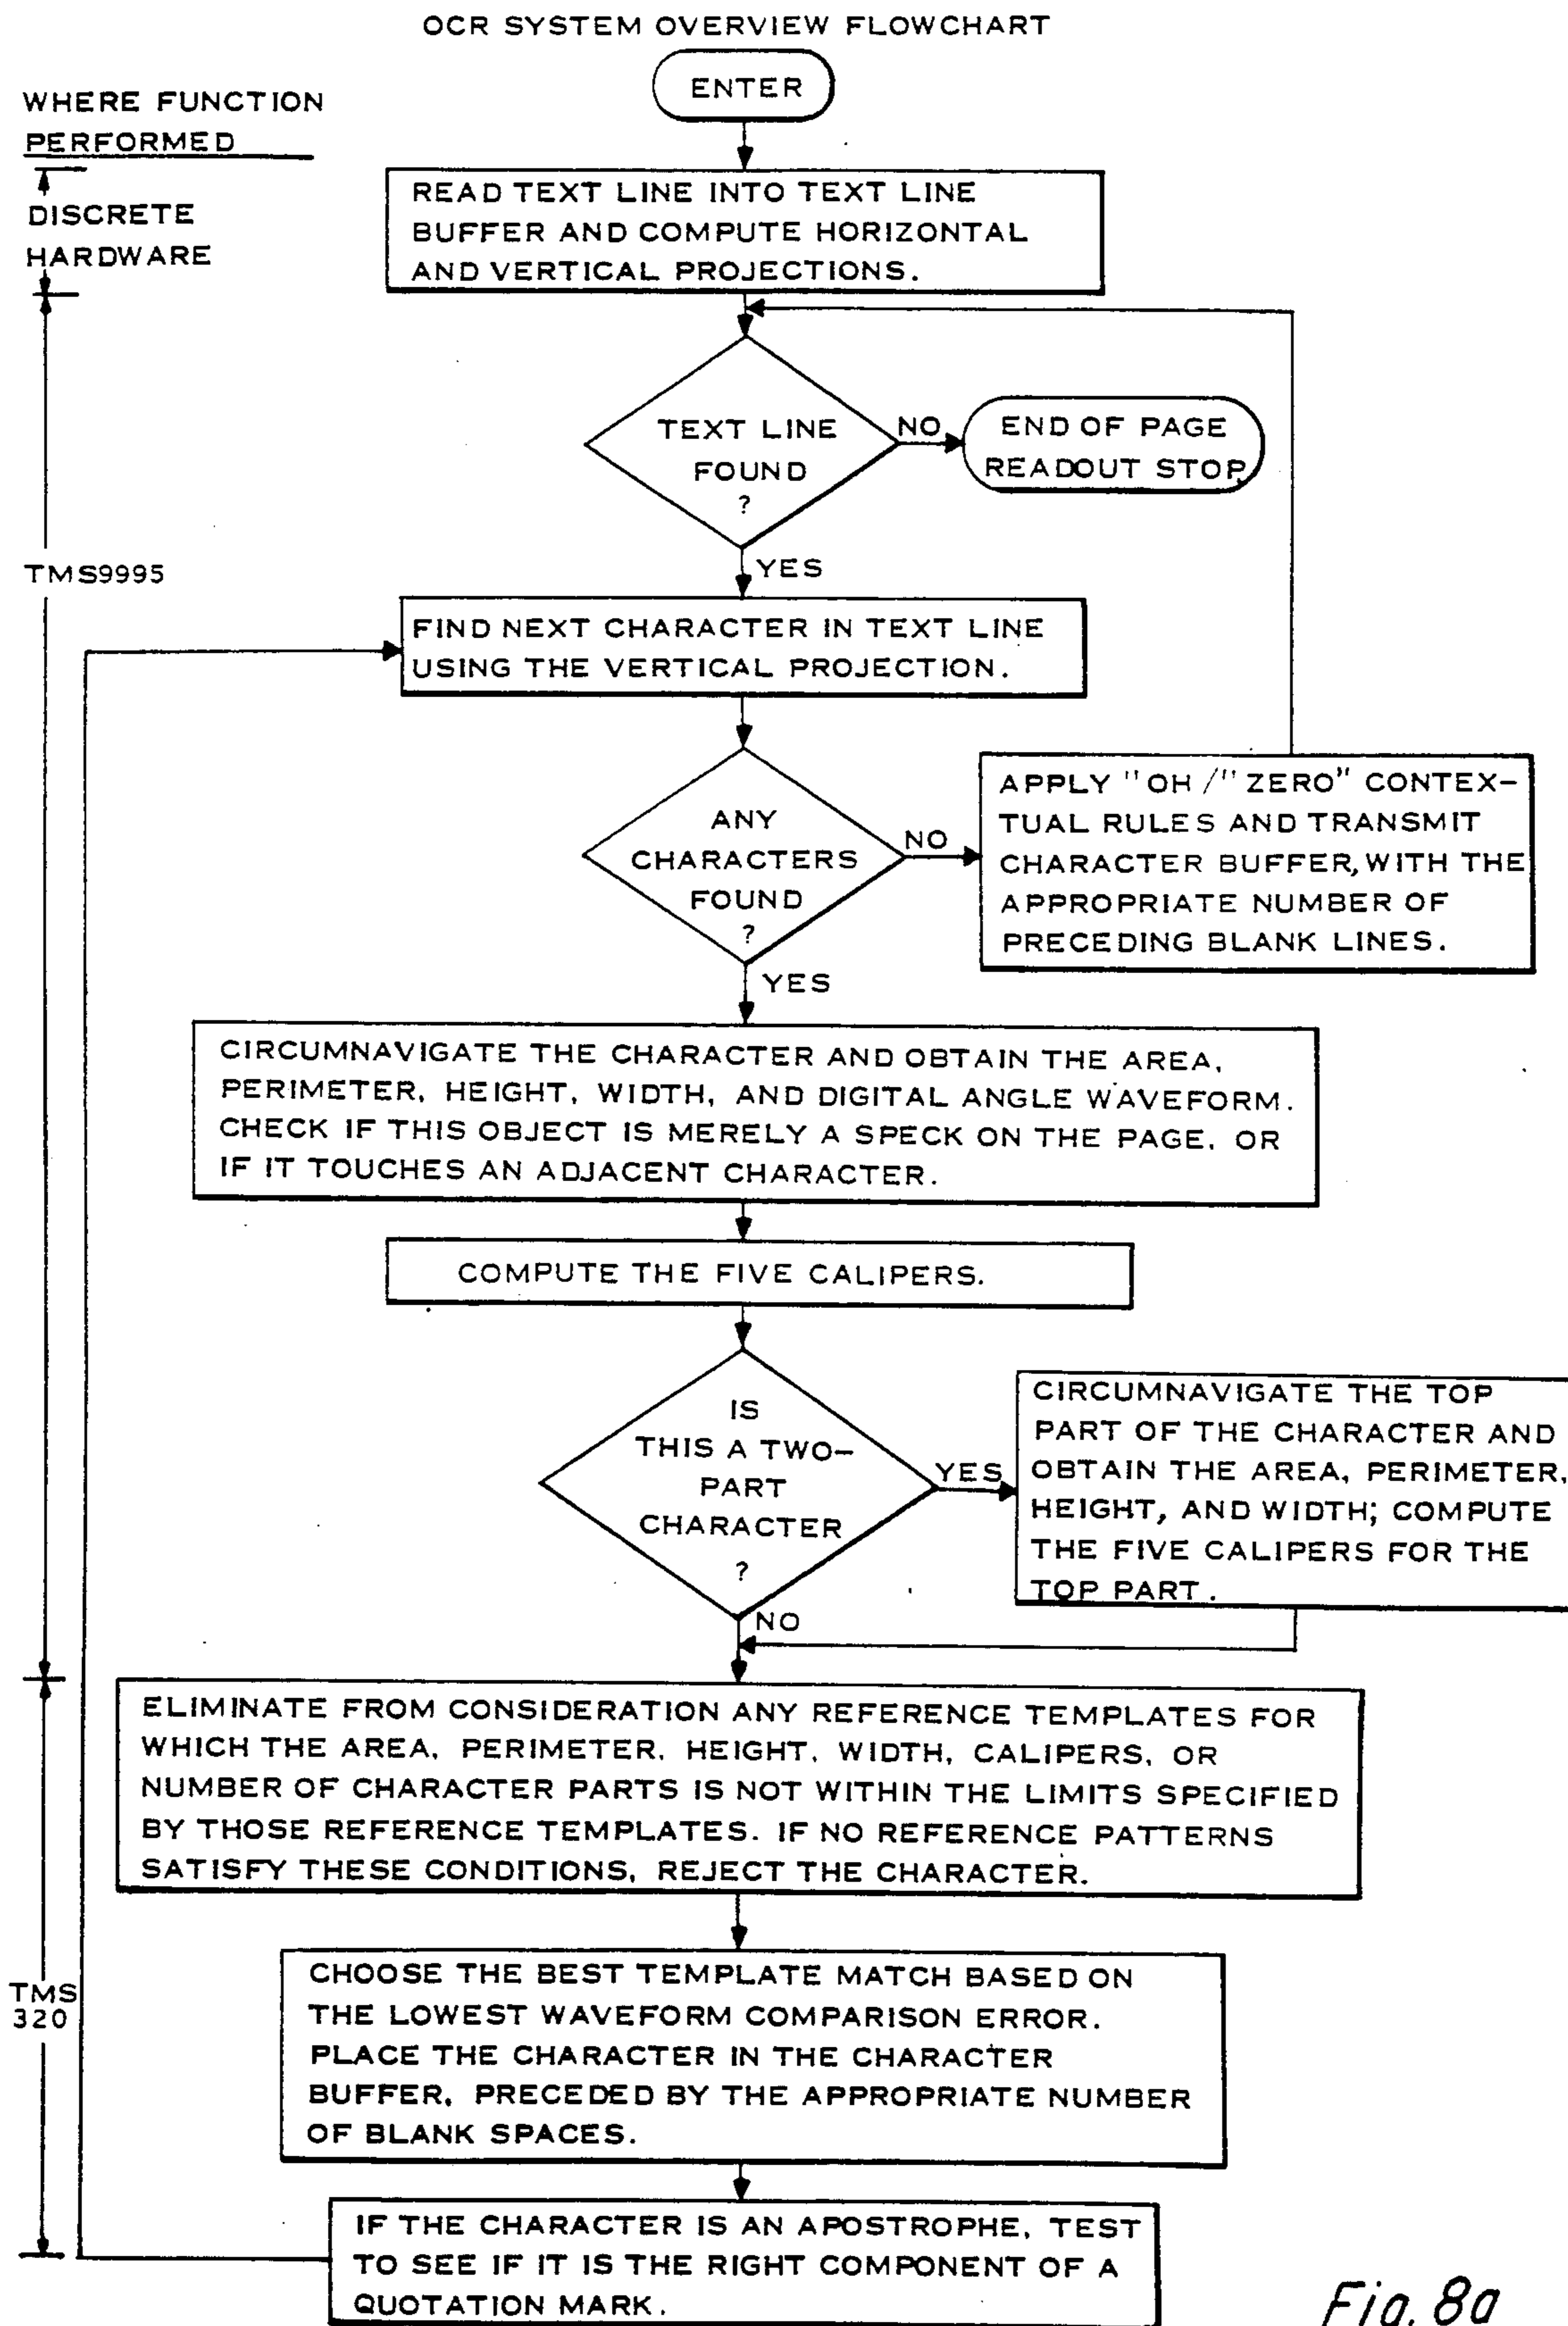 OCR SYSTEM OVERVIEW FLOWCHART
ENTER
WHERE FUNCTION
PERFORMED
DISCRETE
HARDWARE
READ TEXT LINE INTO TEXT LINE
BUFFER AND COMPUTE HORIZONTAL
AND VERTICAL PROJECTIONS.
TEXT LINE
FOUND
?
NO
END OF PAGE
READOUT STOP
YES
TMS9995
FIND NEXT CHARACTER IN TEXT LINE
USING THE VERTICAL PROJECTION.
ANY
CHARACTERS
FOUND
?
NO
APPLY "OH /" ZERO" CONTEX-
TUAL RULES AND TRANSMIT
CHARACTER BUFFER, WITH THE
APPROPRIATE NUMBER OF
PRECEDING BLANK LINES.
YES
CIRCUMNAVIGATE THE CHARACTER AND OBTAIN THE AREA,
PERIMETER, HEIGHT, WIDTH, AND DIGITAL ANGLE WAVEFORM.
CHECK IF THIS OBJECT IS MERELY A SPECK ON THE PAGE, OR
IF IT TOUCHES AN ADJACENT CHARACTER.
COMPUTE THE FIVE CALIPERS.
IS
THIS A TWO-
PART
CHARACTER
?
YES
CIRCUMNAVIGATE THE TOP
PART OF THE CHARACTER AND
OBTAIN THE AREA, PERIMETER,
HEIGHT, AND WIDTH; COMPUTE
THE FIVE CALIPERS FOR THE
TOP PART.
NO
ELIMINATE FROM CONSIDERATION ANY REFERENCE TEMPLATES FOR
WHICH THE AREA, PERIMETER, HEIGHT, WIDTH, CALIPERS, OR
NUMBER OF CHARACTER PARTS IS NOT WITHIN THE LIMITS SPECIFIED
BY THOSE REFERENCE TEMPLATES. IF NO REFERENCE PATTERNS
SATISFY THESE CONDITIONS, REJECT THE CHARACTER.
TMS
320
CHOOSE THE BEST TEMPLATE MATCH BASED ON
THE LOWEST WAVEFORM COMPARISON ERROR.
PLACE THE CHARACTER IN THE CHARACTER
BUFFER, PRECEDED BY THE APPROPRIATE NUMBER
OF BLANK SPACES.
IF THE CHARACTER IS AN APOSTROPHE, TEST
TO SEE IF IT IS THE RIGHT COMPONENT OF A
QUOTATION MARK.
Fig. 8a